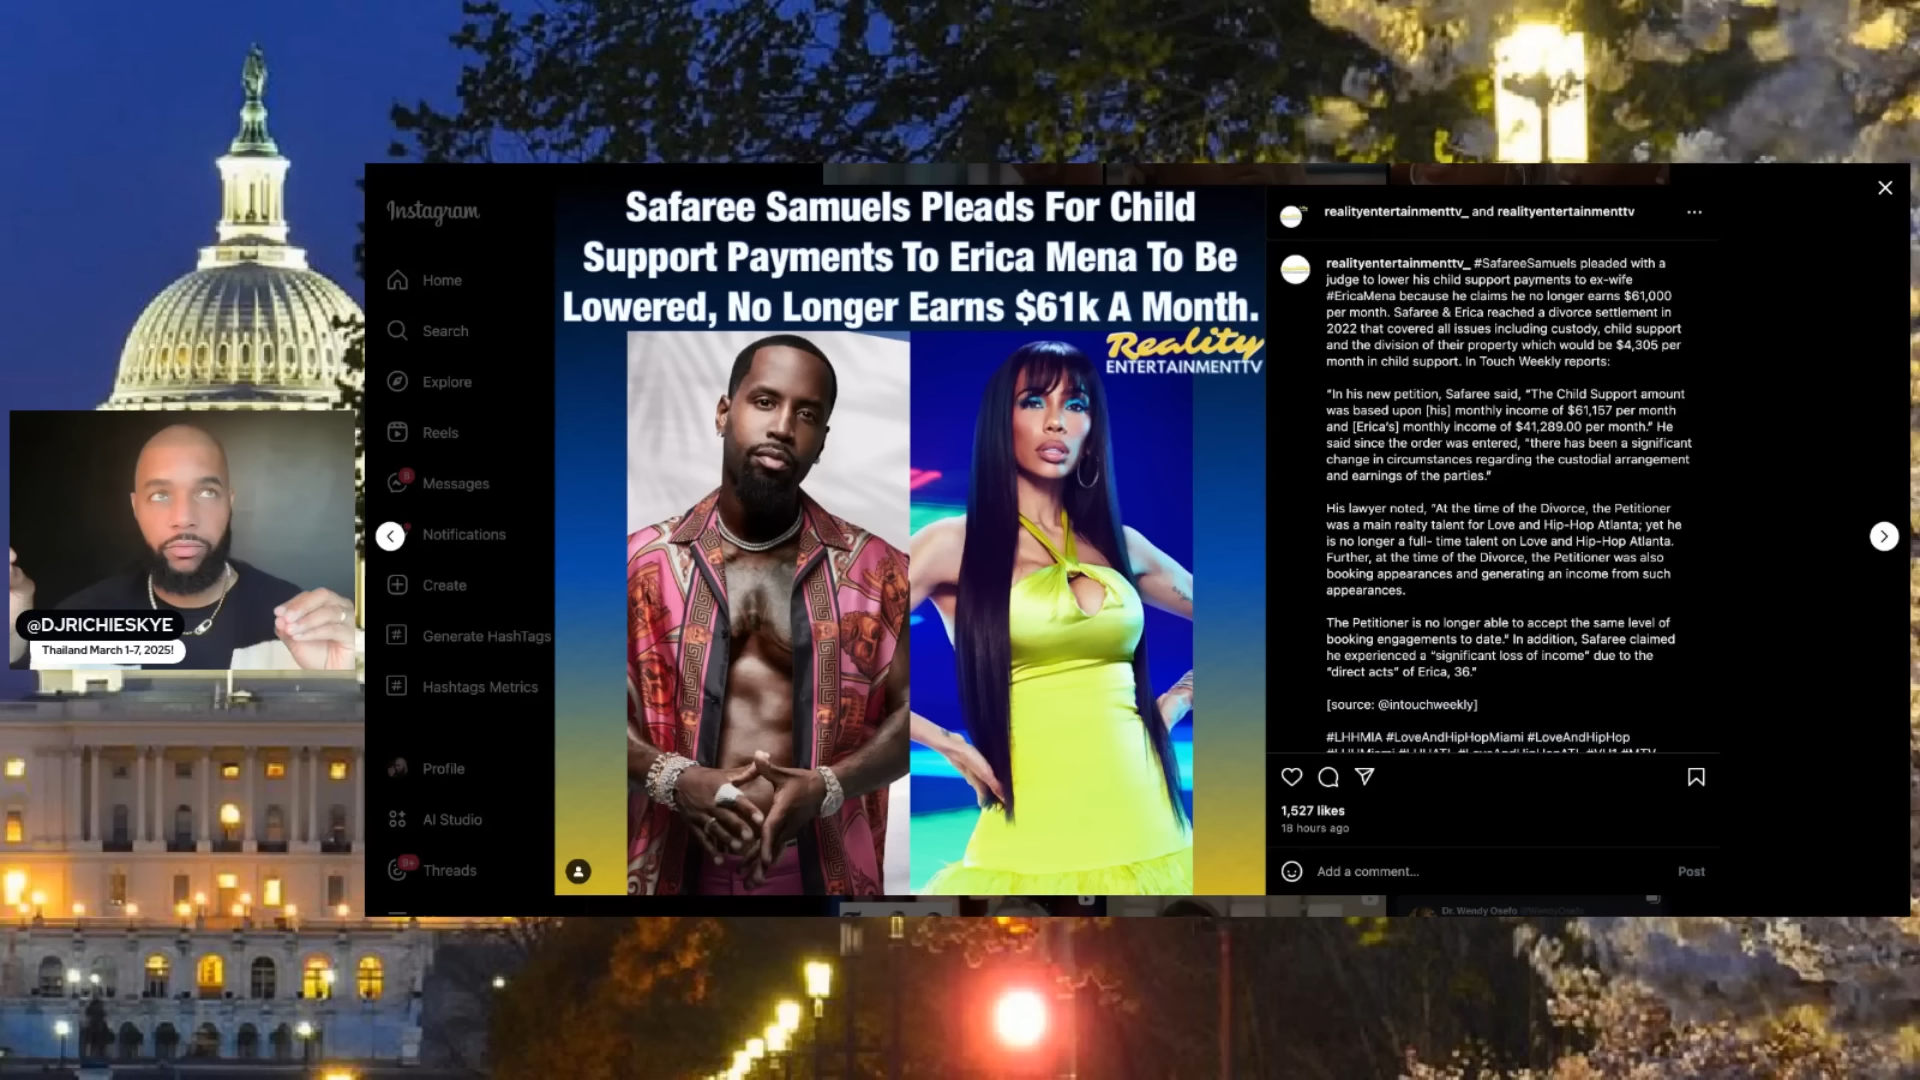 Instagram
Home
Search
Explore
Reels
8
Messages
Notifications
Create
Generate HashTags
Hashtags Metrics
Profile
AI Studio
9+
Threads
@DJRICHIESKYE
Thailand March 1-7, 2025!
Safaree Samuels Pleads For Child
Support Payments To Erica Mena To Be
Lowered, No Longer Earns $61k A Month.
Reality
ENTERTAINMENTTV
realityentertainmenttv_ and realityentertainmenttv
realityentertainmenttv_ #SafareeSamuels pleaded with a
judge to lower his child support payments to ex-wife
#EricaMena because he claims he no longer earns $61,000
per month. Safaree & Erica reached a divorce settlement in
2022 that covered all issues including custody, child support
and the division of their property which would be $4,305 per
month in child support. In Touch Weekly reports:
"In his new petition, Safaree said, "The Child Support amount
was based upon [his] monthly income of $61,157 per month
and [Erica's] monthly income of $41,289.00 per month." He
said since the order was entered, "there has been a significant
change in circumstances regarding the custodial arrangement
and earnings of the parties."
His lawyer noted, "At the time of the Divorce, the Petitioner
was a main realty talent for Love and Hip-Hop Atlanta; yet he
is no longer a full- time talent on Love and Hip-Hop Atlanta.
Further, at the time of the Divorce, the Petitioner was also
booking appearances and generating an income from such
appearances.
The Petitioner is no longer able to accept the same level of
booking engagements to date." In addition, Safaree claimed
he experienced a "significant loss of income" due to the
"direct acts" of Erica, 36."
[source: @intouchweekly]
#LHHMIA #LoveAndHipHopMiami #LoveAndHipHop
#LHHMiami #LHHATL #LoveAndHipHopATL #VH1 #MTV
1,527 likes
18 hours ago
Add a comment...
Post
Dr. Wendy Osefo @WendyOsefo